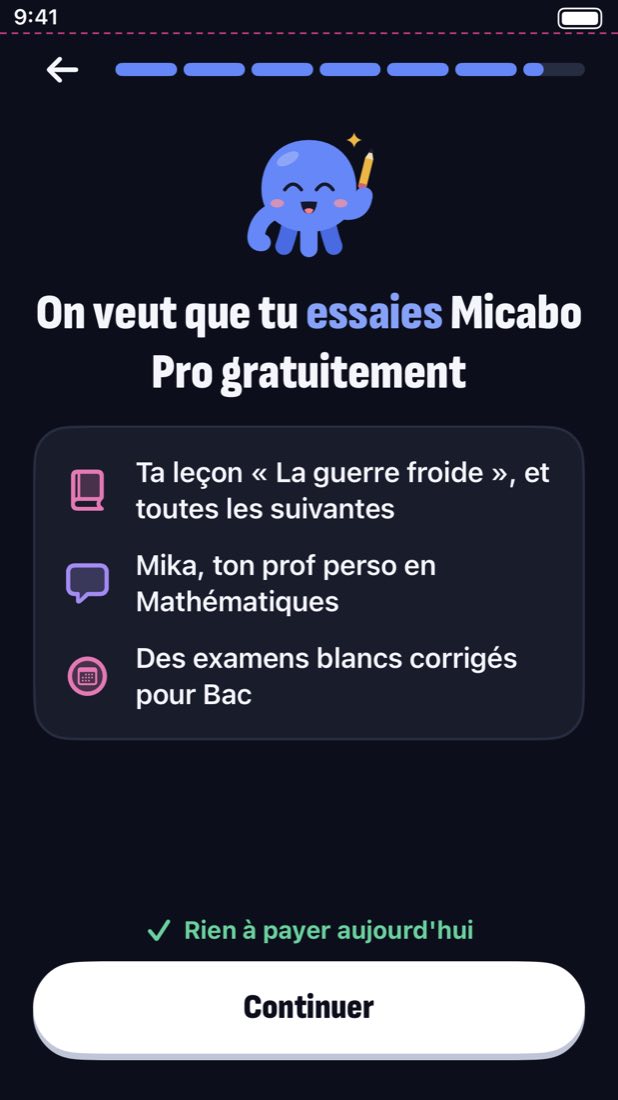 9:41
On veut que tu essaies Micabo
Pro gratuitement
Ta leçon « La guerre froide », et
toutes les suivantes
Mika, ton prof perso en
Mathématiques
Des examens blancs corrigés
pour Bac
Rien à payer aujourd'hui
Continuer